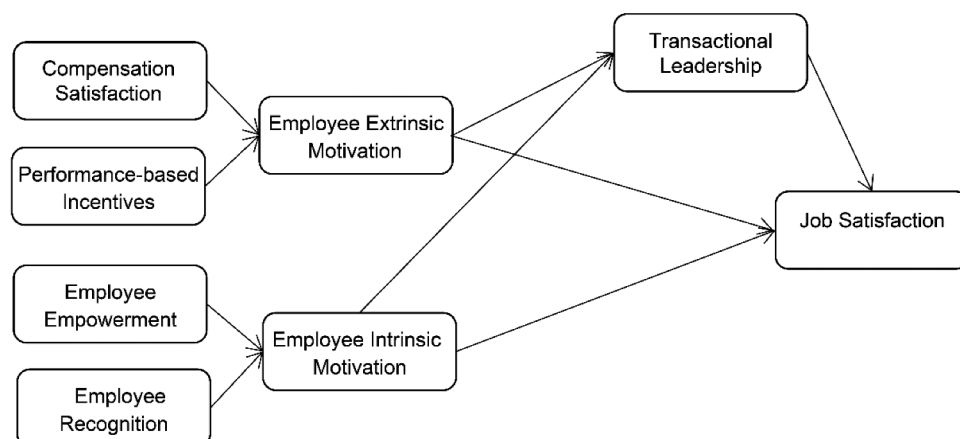 Compensation
Satisfaction
Performance-based
Incentives
Employee
Empowerment
Employee
Recognition
Employee Extrinsic
Motivation
Employee Intrinsic
Motivation
Transactional
Leadership
Job Satisfaction